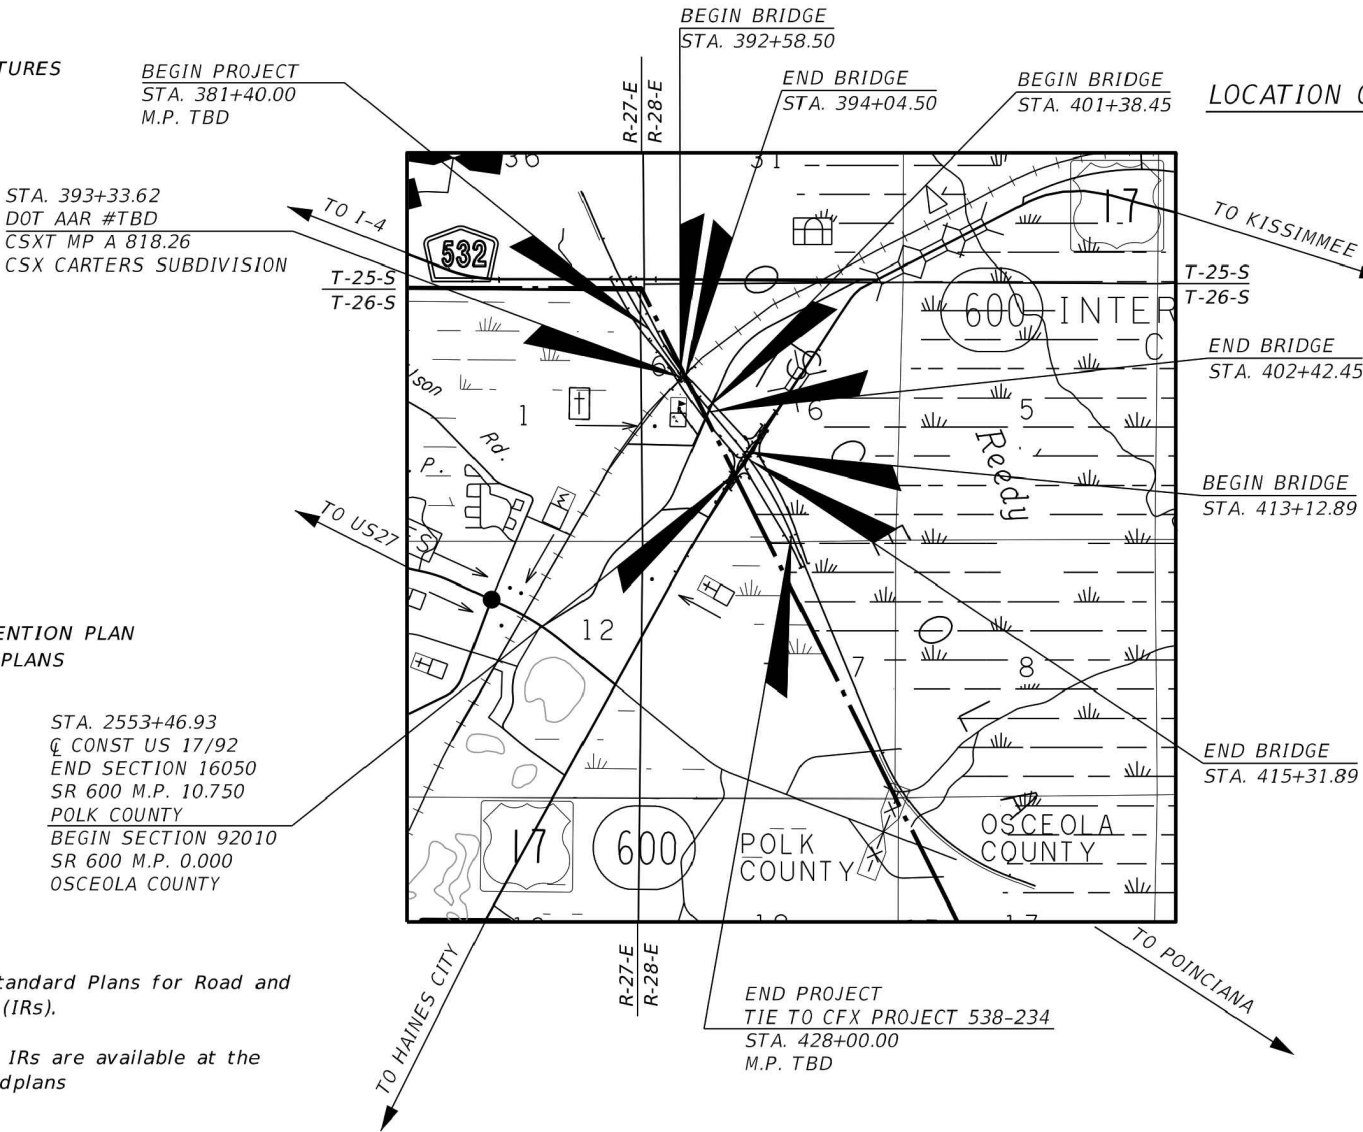 BEGIN BRIDGE
STA. 392+58.50
TURES
BEGIN PROJECT
STA. 381+40.00
M.P. TBD
END BRIDGE
STA. 394+04.50
BEGIN BRIDGE
STA. 401+38.45
LOCATION
R-27-E
R-28-E
36
31
STA. 393+33.62
DOT AAR #TBD
CSXT MP A 818.26
CSX CARTERS SUBDIVISION
TO I-4
532
17
TO KISSIMMEE
T-25-S
T-26-S
T-25-S
T-26-S
600
INTER
C
END BRIDGE
STA. 402+42.45
1
6
5
Rd.
P.
Reedy
BEGIN BRIDGE
STA. 413+12.89
TO US27
ENTION PLAN
PLANS
12
7
8
STA. 2553+46.93
℄ CONST US 17/92
END SECTION 16050
SR 600 M.P. 10.750
POLK COUNTY
BEGIN SECTION 92010
SR 600 M.P. 0.000
OSCEOLA COUNTY
END BRIDGE
STA. 415+31.89
17
600
POLK
COUNTY
OSCEOLA
COUNTY
TO HAINES CITY
R-27-E
R-28-E
TO POINCIANA
tandard Plans for Road and
(IRs).
IRs are available at the
dplans
END PROJECT
TIE TO CFX PROJECT 538-234
STA. 428+00.00
M.P. TBD